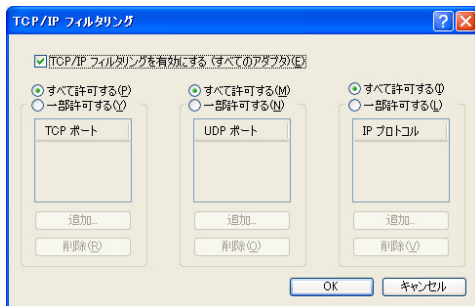 TCP/IP フィルタリング
TCP/IP フィルタリングを有効にする (すべてのアダプタ)(E)
すべて許可する(P)
一部許可する(Y)
TCP ポート
追加...
削除(R)
すべて許可する(M)
一部許可する(N)
UDP ポート
追加...
削除(O)
すべて許可する(I)
一部許可する(L)
IP プロトコル
追加...
削除(V)
OK
キャンセル